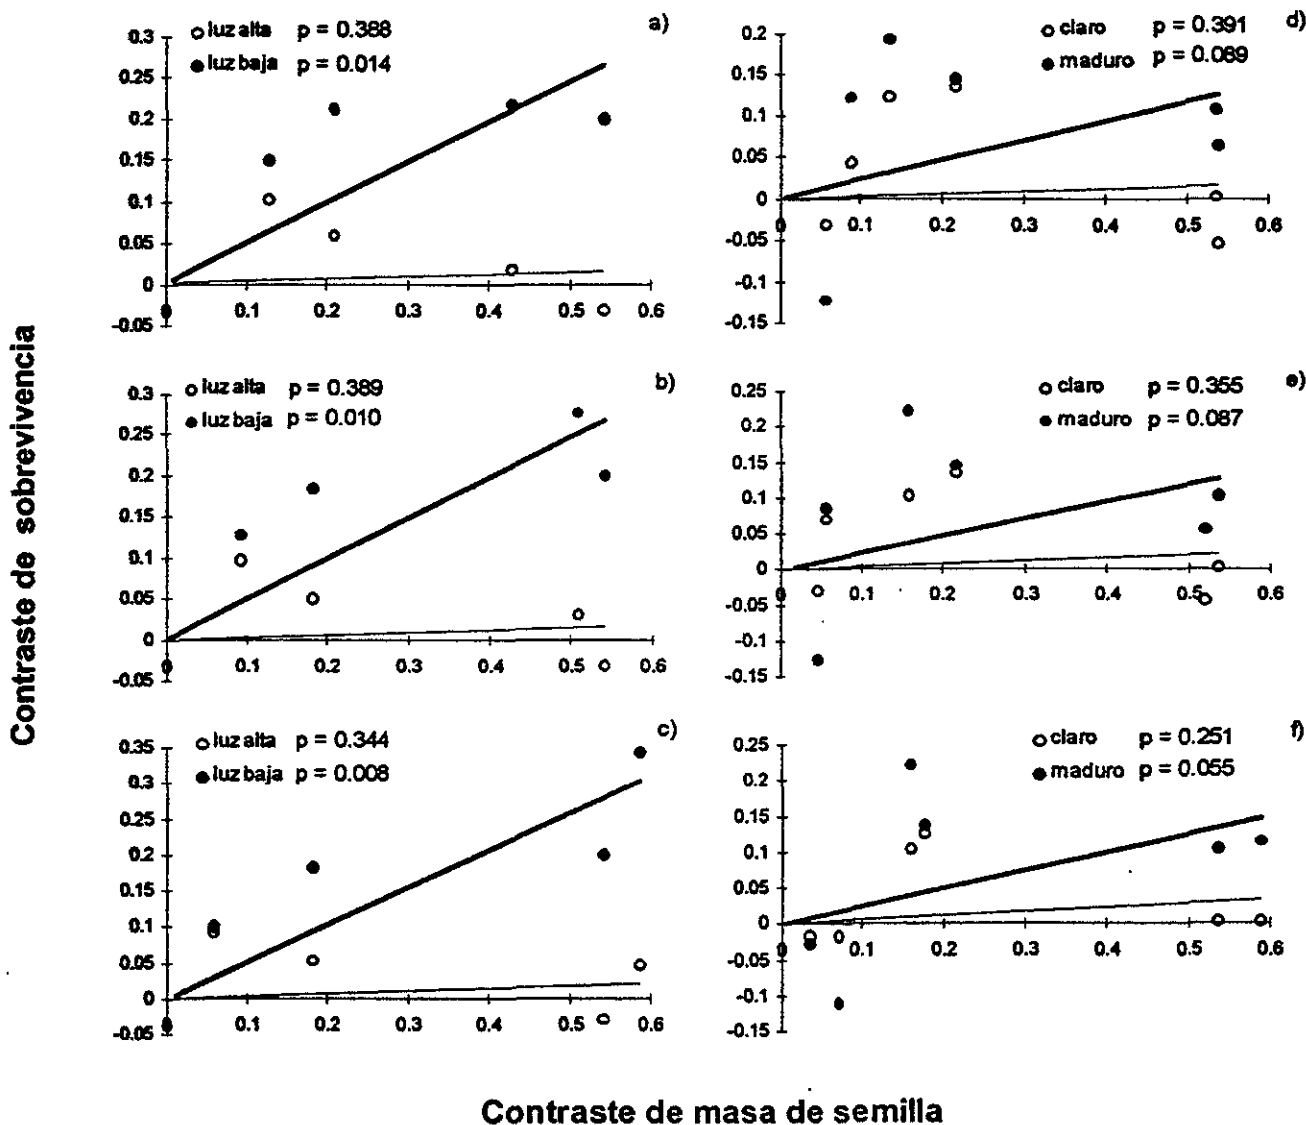 Contraste de sobrevivencia
a)
luz alta p = 0.388
luz baja p = 0.014
0.3
0.25
0.2
0.15
0.1
0.05
0
-0.05
0 0.1 0.2 0.3 0.4 0.5 0.6
b)
luz alta p = 0.389
luz baja p = 0.010
0.3
0.25
0.2
0.15
0.1
0.05
0
-0.05
0 0.1 0.2 0.3 0.4 0.5 0.6
c)
luz alta p = 0.344
luz baja p = 0.008
0.35
0.3
0.25
0.2
0.15
0.1
0.05
0
-0.05
0 0.1 0.2 0.3 0.4 0.5 0.6
d)
claro p = 0.391
maduro p = 0.089
0.2
0.15
0.1
0.05
0
-0.05
-0.1
-0.15
0 0.1 0.2 0.3 0.4 0.5 0.6
e)
claro p = 0.355
maduro p = 0.087
0.25
0.2
0.15
0.1
0.05
0
-0.05
-0.1
-0.15
0 0.1 0.2 0.3 0.4 0.5 0.6
f)
claro p = 0.251
maduro p = 0.055
0.25
0.2
0.15
0.1
0.05
0
-0.05
-0.1
-0.15
0 0.1 0.2 0.3 0.4 0.5 0.6
Contraste de masa de semilla